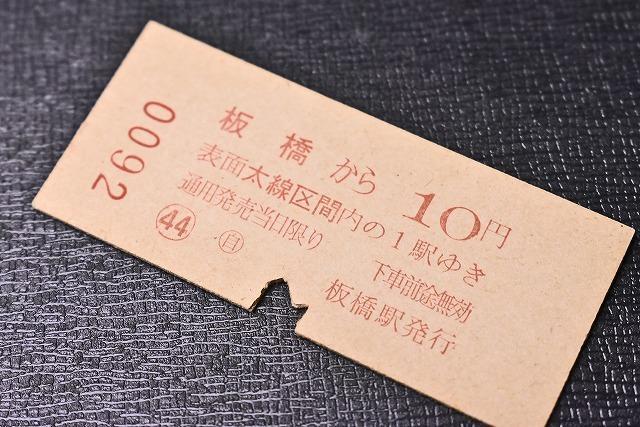 0092
板橋から10円
表面太線区間内の1駅ゆき
通用発売当日限り
下車前途無効
㊹ 自
板橋駅発行